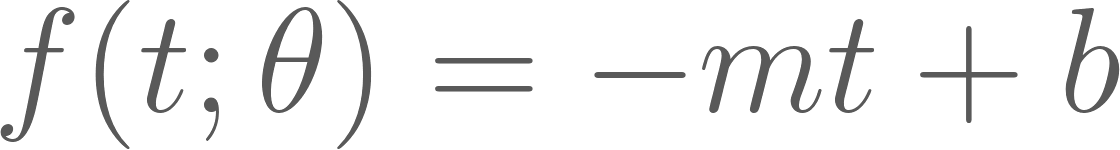 f(t; θ) = −mt + b